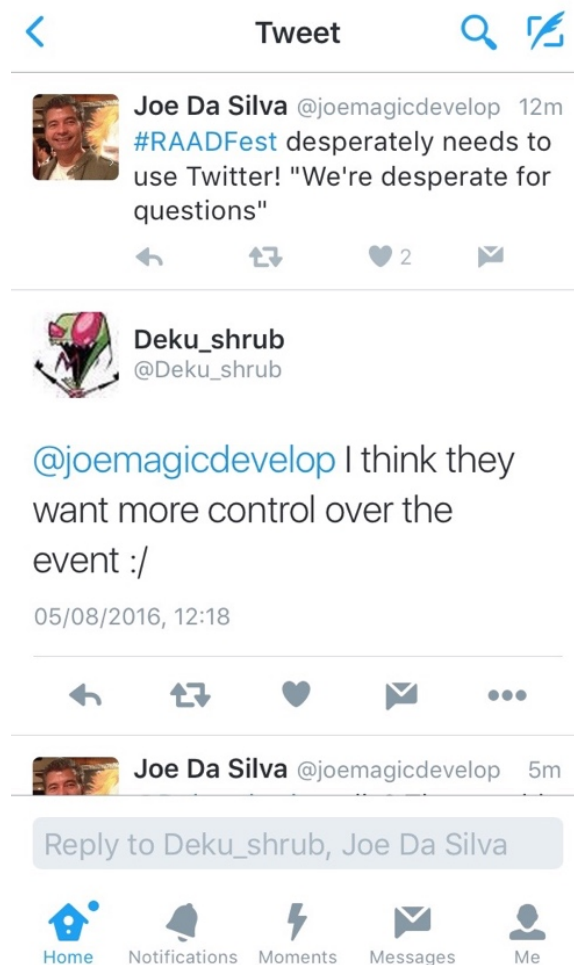 Tweet
Joe Da Silva @joemagicdevelop 12m
#RAADFest desperately needs to
use Twitter! "We're desperate for
questions"
2
Deku_shrub
@Deku_shrub
@joemagicdevelop I think they
want more control over the
event :/
05/08/2016, 12:18
Joe Da Silva @joemagicdevelop 5m
Reply to Deku_shrub, Joe Da Silva
Home Notifications Moments Messages Me